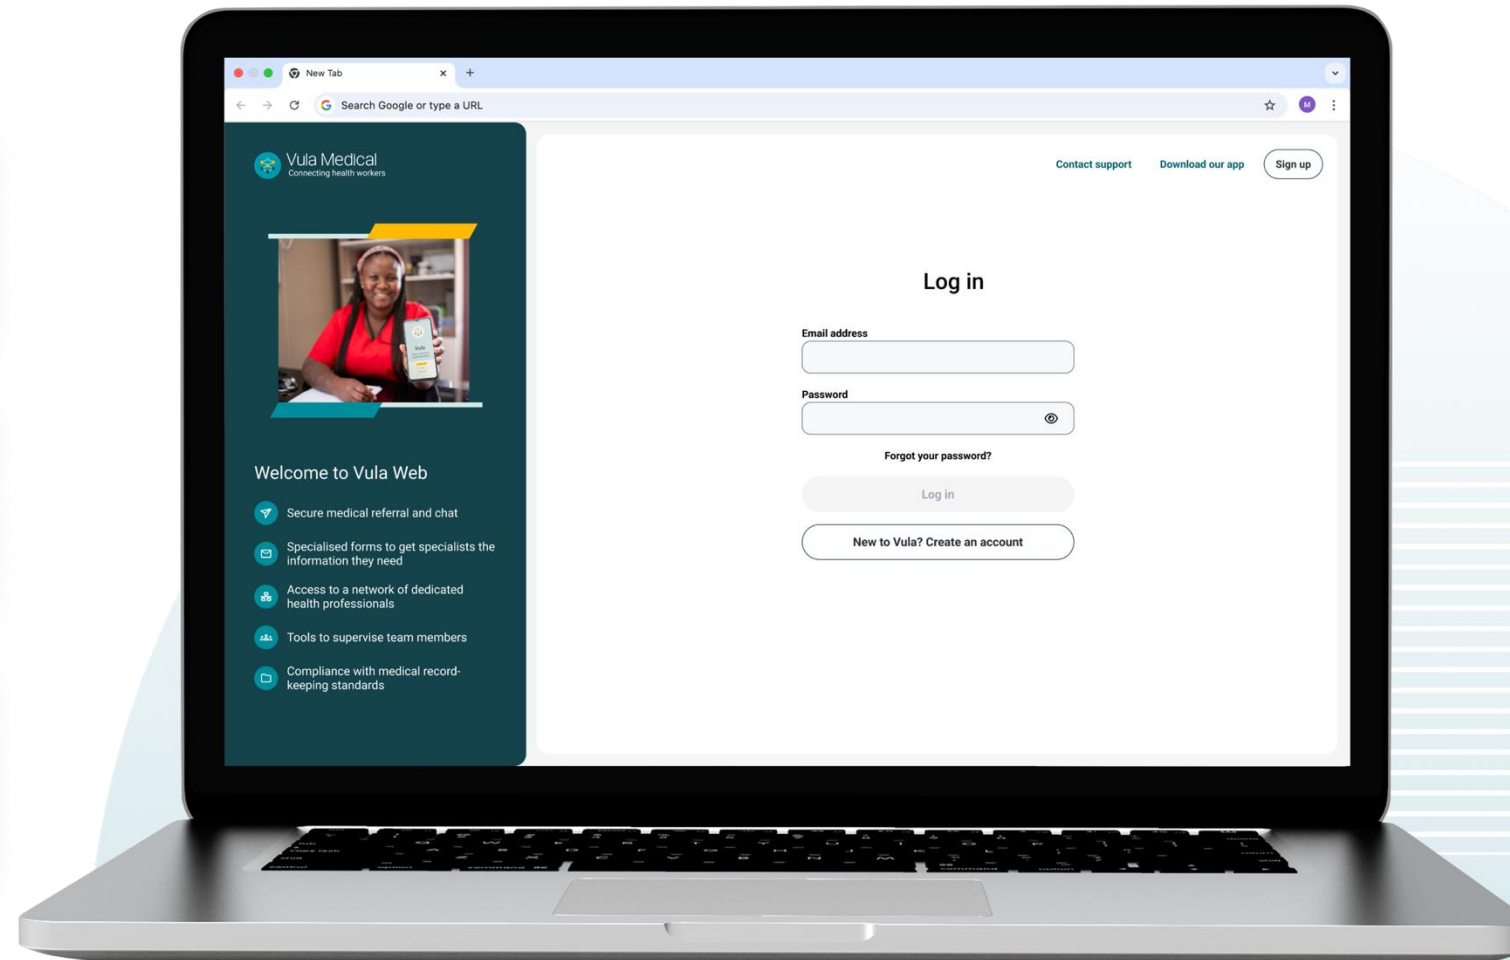 New Tab
Search Google or type a URL
M
Vula Medical
Connecting health workers
Contact support
Download our app
Sign up
Vula
Welcome to Vula Web
Secure medical referral and chat
Specialised forms to get specialists the
information they need
Access to a network of dedicated
health professionals
Tools to supervise team members
Compliance with medical record-
keeping standards
Log in
Email address
Password
Forgot your password?
Log in
New to Vula? Create an account